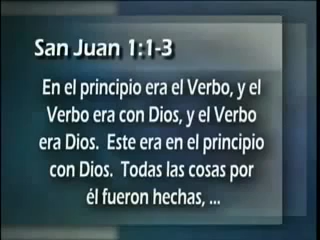 San Juan 1:1-3
En el principio era el Verbo, y el
Verbo era con Dios, y el Verbo
era Dios. Este era en el principio
con Dios. Todas las cosas por
él fueron hechas, ...